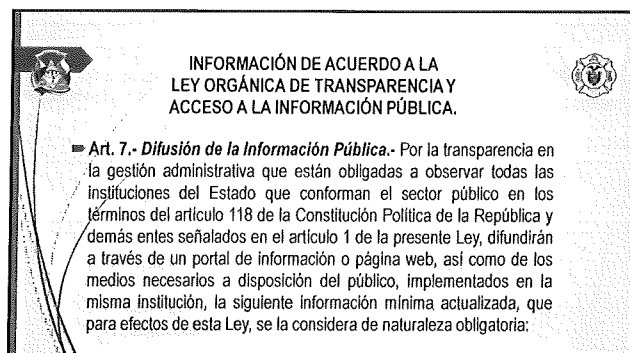 INFORMACIÓN DE ACUERDO A LA
LEY ORGÁNICA DE TRANSPARENCIA Y
ACCESO A LA INFORMACIÓN PÚBLICA.
Art. 7.- Difusión de la Información Pública.- Por la transparencia en
la gestión administrativa que están obligadas a observar todas las
instituciones del Estado que conforman el sector público en los
términos del artículo 118 de la Constitución Política de la República y
demás entes señalados en el artículo 1 de la presente Ley, difundirán
a través de un portal de información o página web, así como de los
medios necesarios a disposición del público, implementados en la
misma institución, la siguiente información mínima actualizada, que
para efectos de esta Ley, se la considera de naturaleza obligatoria: